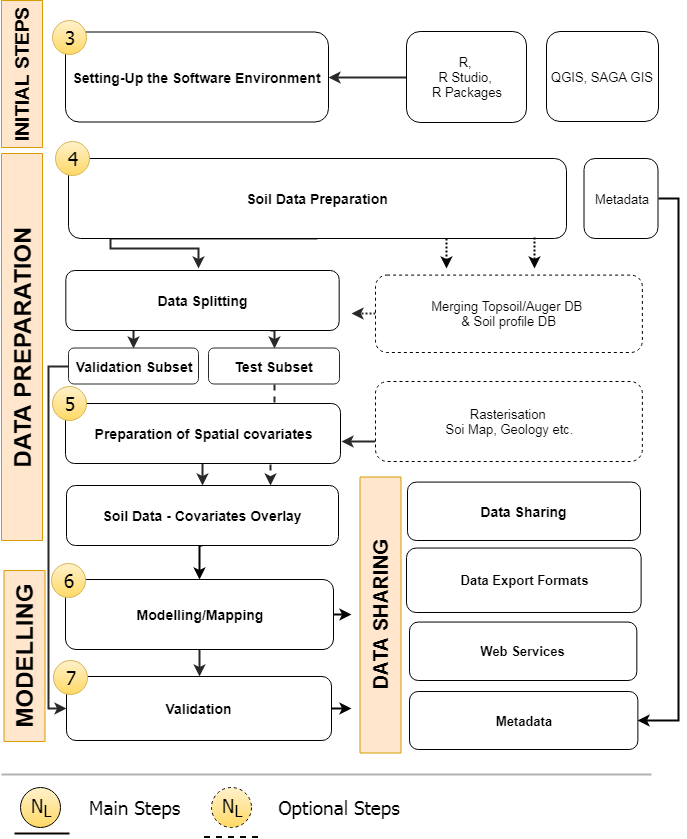 INITIAL STEPS
3
Setting-Up the Software Environment
R,
R Studio,
R Packages
QGIS, SAGA GIS
DATA PREPARATION
4
Soil Data Preparation
Metadata
Data Splitting
Merging Topsoil/Auger DB
& Soil profile DB
Validation Subset
Test Subset
5
Preparation of Spatial covariates
Rasterisation
Soi Map, Geology etc.
Soil Data - Covariates Overlay
MODELLING
6
Modelling/Mapping
7
Validation
DATA SHARING
Data Sharing
Data Export Formats
Web Services
Metadata
NL
Main Steps
NL
Optional Steps